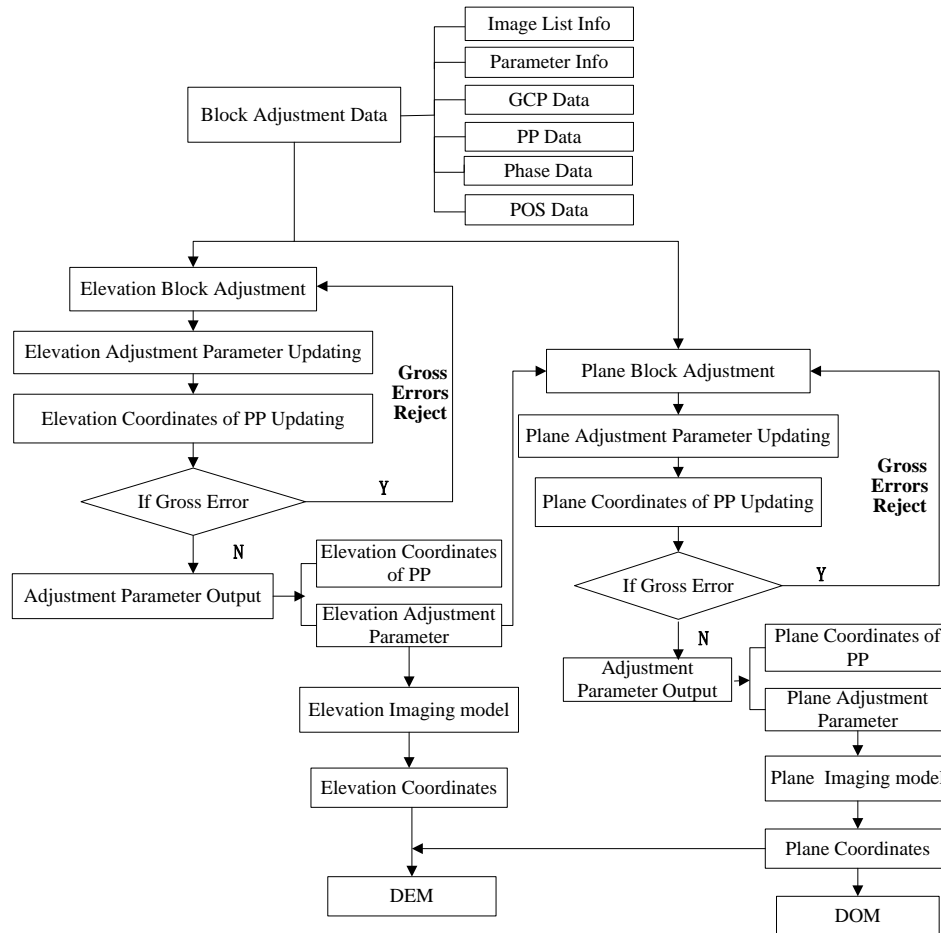 Image List Info
Parameter Info
GCP Data
Block Adjustment Data
PP Data
Phase Data
POS Data
Elevation Block Adjustment
Elevation Adjustment Parameter Updating
Elevation Coordinates of PP Updating
Gross
Errors
Reject
If Gross Error
Y
N
Adjustment Parameter Output
Elevation Coordinates
of PP
Elevation Adjustment
Parameter
Elevation Imaging model
Elevation Coordinates
DEM
Plane Block Adjustment
Plane Adjustment Parameter Updating
Plane Coordinates of PP Updating
Gross
Errors
Reject
If Gross Error
Y
N
Adjustment
Parameter Output
Plane Coordinates of
PP
Plane Adjustment
Parameter
Plane Imaging model
Plane Coordinates
DOM